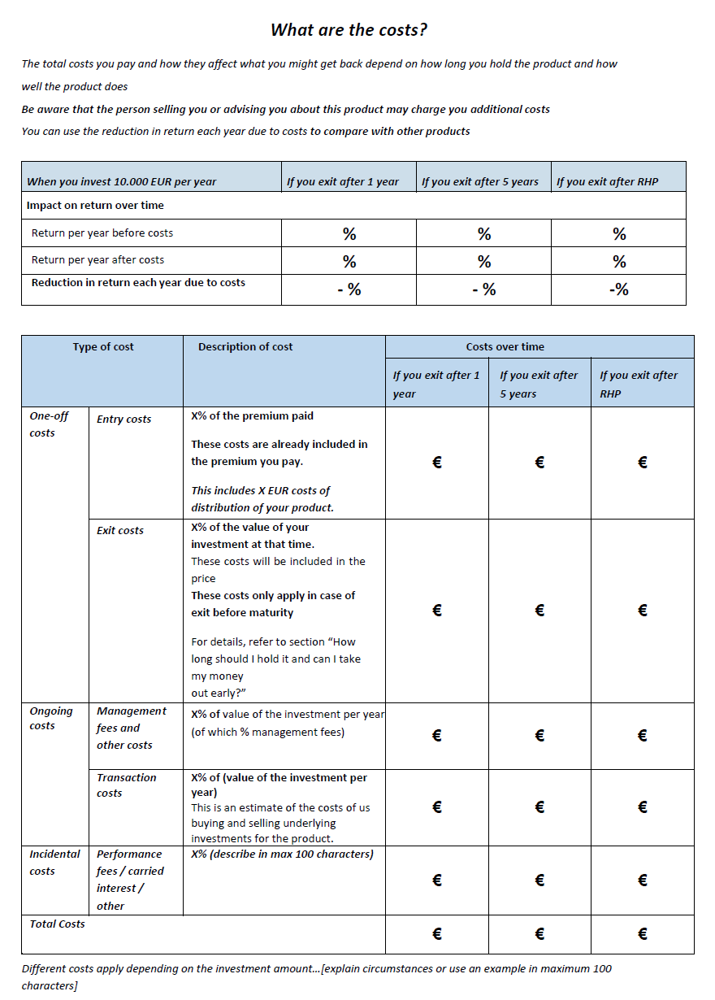 What are the costs?
The total costs you pay and how they affect what you might get back depend on how long you hold the product and how
well the product does
Be aware that the person selling you or advising you about this product may charge you additional costs
You can use the reduction in return each year due to costs to compare with other products
When you invest 10.000 EUR per year If you exit after 1 year If you exit after 5 years If you exit after RHP
Impact on return over time
Return per year before costs % % %
Return per year after costs % % %
Reduction in return each year due to costs - % - % -%
Type of cost Description of cost Costs over time
If you exit after 1
year
If you exit after
5 years
If you exit after
RHP
One-off
costs
Entry costs
X% of the premium paid
These costs are already included in
the premium you pay.
This includes X EUR costs of
distribution of your product.
€ € €
Exit costs
X% of the value of your
investment at that time.
These costs will be included in the
price
These costs only apply in case of
exit before maturity
For details, refer to section “How
long should I hold it and can I take
my money
out early?”
€ € €
Ongoing
costs
Management
fees and
other costs
X% of value of the investment per year
(of which % management fees)
€ € €
Transaction
costs
X% of (value of the investment per
year)
This is an estimate of the costs of us
buying and selling underlying
investments for the product.
€ € €
Incidental
costs
Performance
fees / carried
interest /
other
X% (describe in max 100 characters)
€ € €
Total Costs
€ € €
Different costs apply depending on the investment amount…[explain circumstances or use an example in maximum 100
characters]